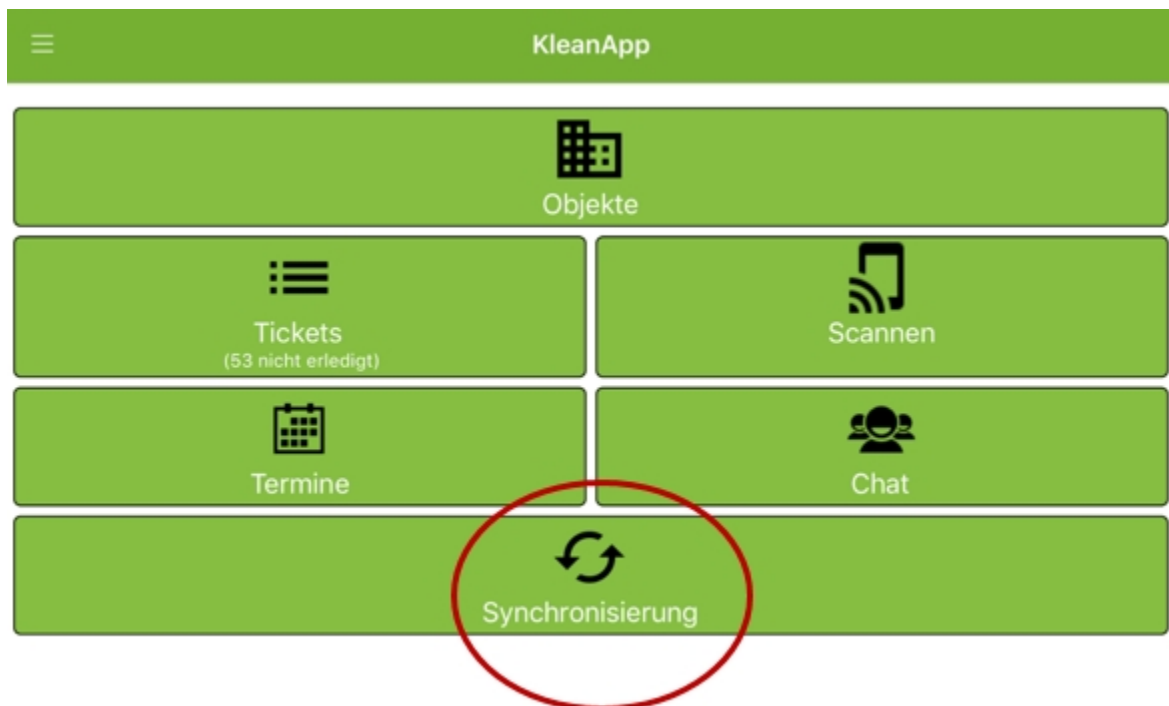 KleanApp
Objekte
Tickets
(53 nicht erledigt)
Scannen
Termine
Chat
Synchronisierung